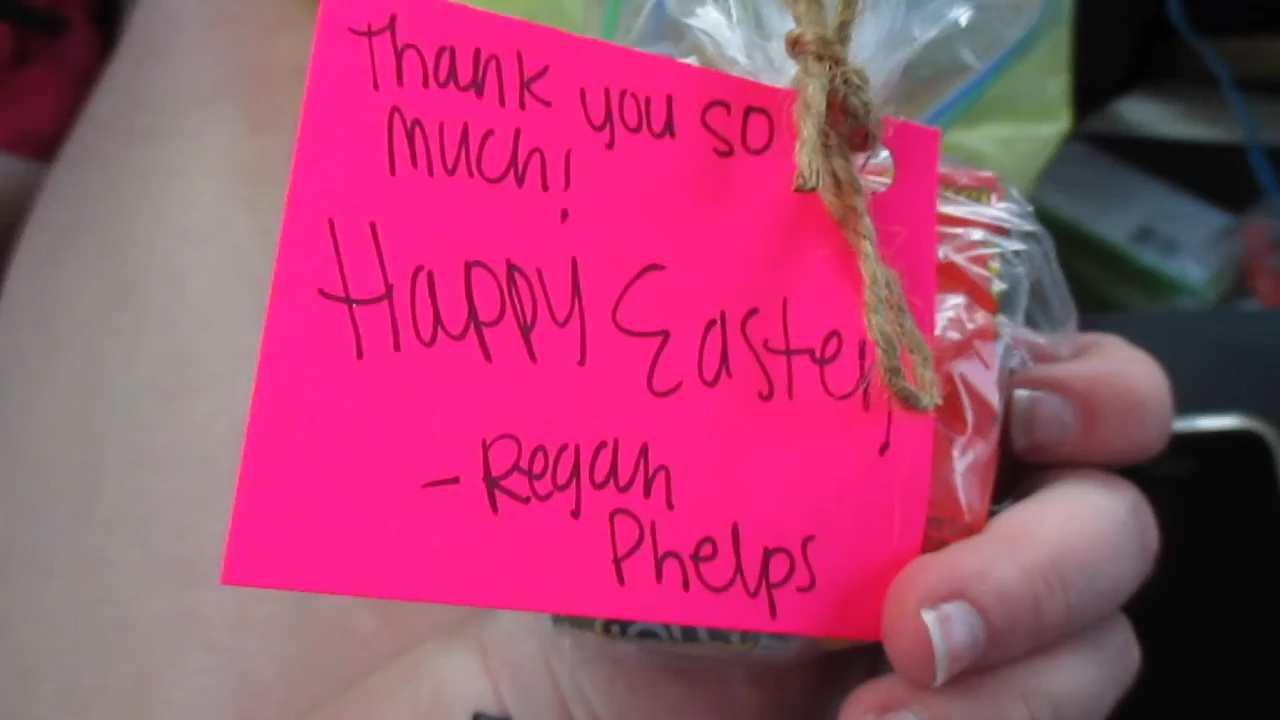 Thank you so
much!
Happy Easter!
- Regan
Phelps